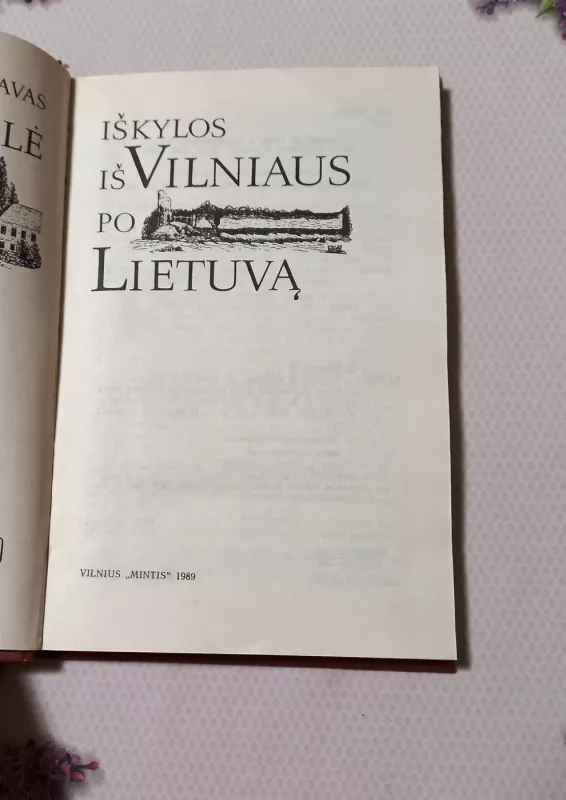 AVAS
LĖ
IŠKYLOS
IŠ VILNIAUS
PO
LIETUVĄ
VILNIUS „MINTIS“ 1989